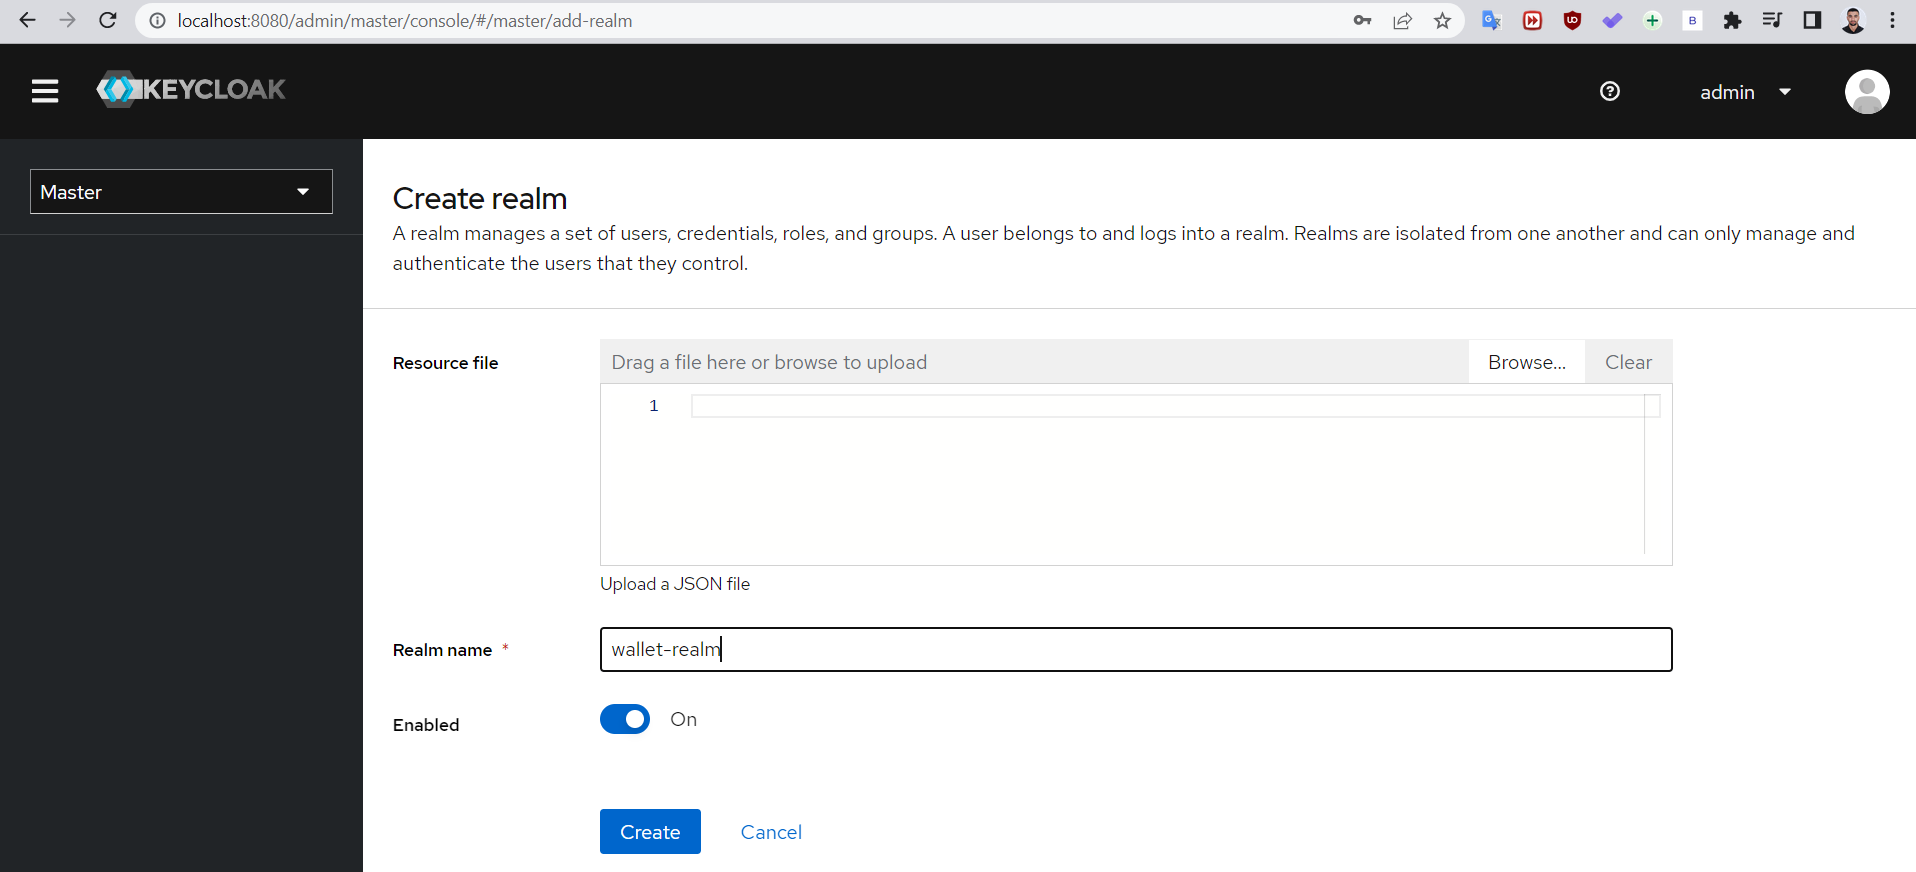 localhost:8080/admin/master/console/#/master/add-realm
KEYCLOAK
admin
Master
Create realm
A realm manages a set of users, credentials, roles, and groups. A user belongs to and logs into a realm. Realms are isolated from one another and can only manage and
authenticate the users that they control.
Resource file
Drag a file here or browse to upload
Browse...
Clear
1
Upload a JSON file
Realm name *
wallet-realm
Enabled
On
Create
Cancel